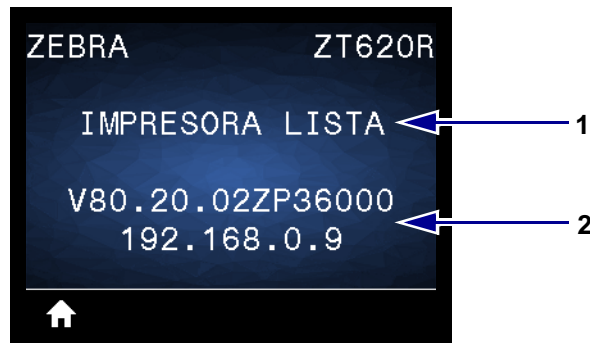 ZEBRA ZT620R
IMPRESORA LISTA
1
V80.20.02ZP36000
192.168.0.9
2